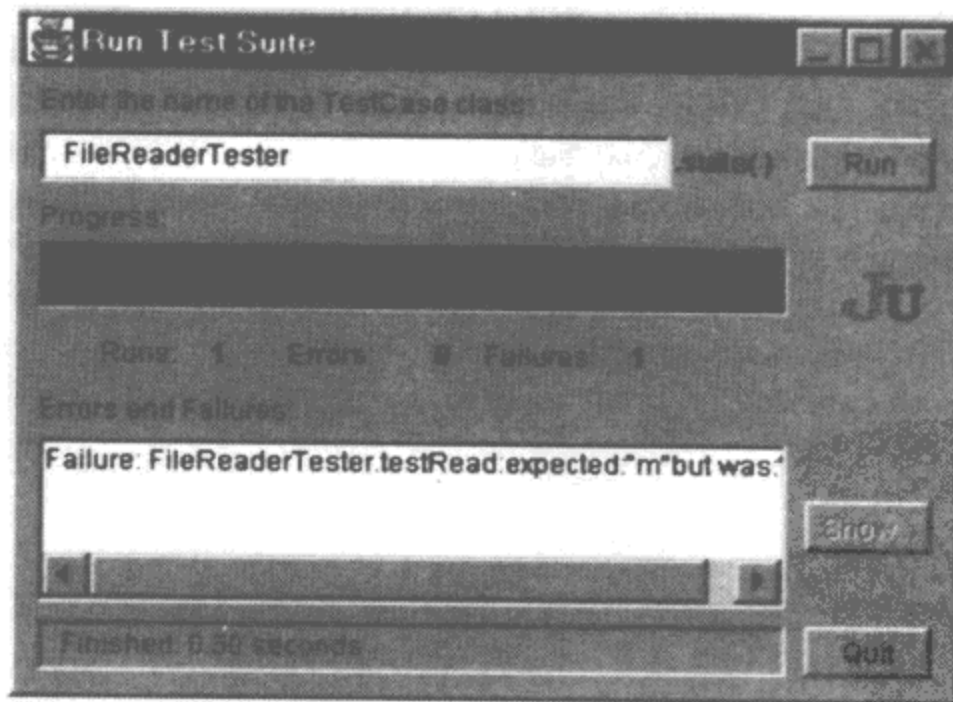 Run Test Suite
Enter the name of the TestCase class:
FileReaderTester .suite( ) Run
Progress:
JU
Runs: 1 Errors 0 Failures: 1
Errors and Failures:
Failure: FileReaderTester.testRead:expected:"m"but was:"
Show...
Finished: 0.50 seconds
Quit